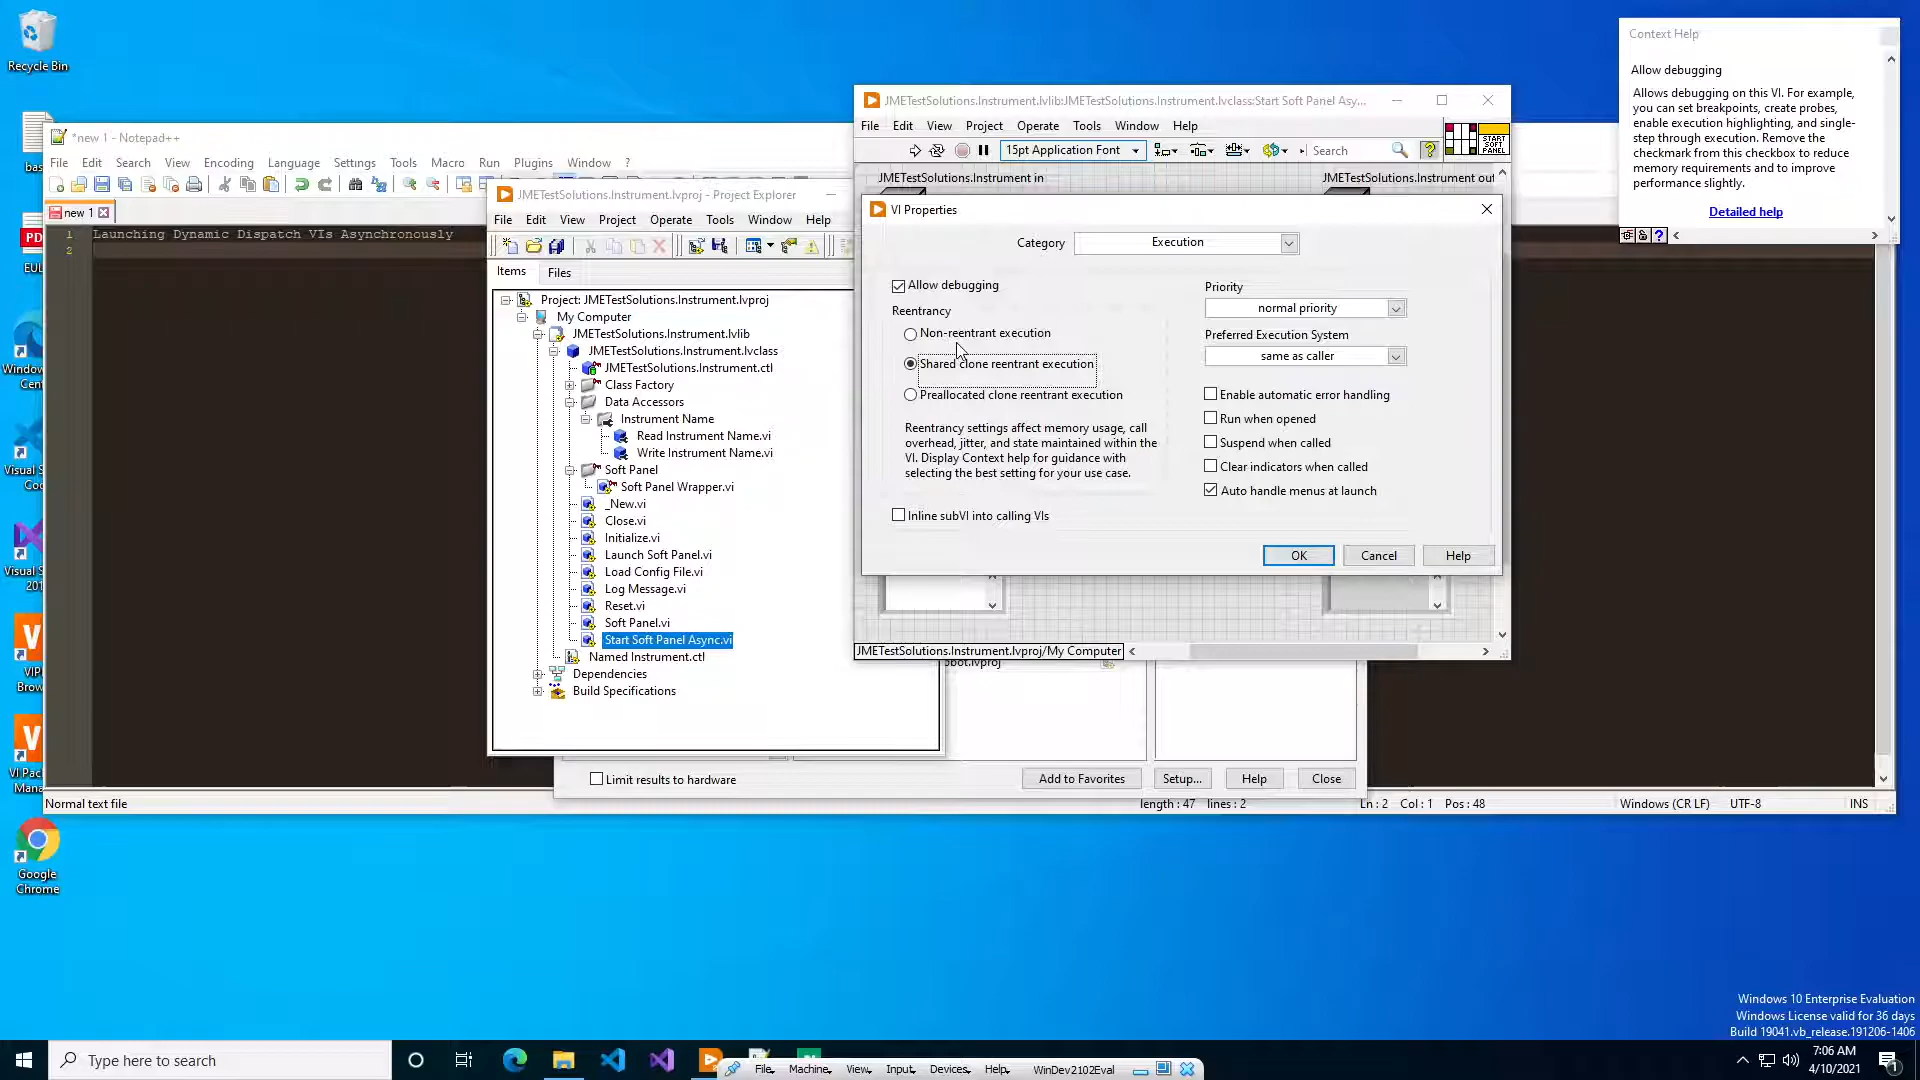 Recycle Bin
*new 1 - Notepad++
File Edit Search View Encoding Language Settings Tools Macro Run Plugins Window ?
new 1
1 Launching Dynamic Dispatch VIs Asynchronously
2
Normal text file
length : 47 lines : 2
Ln : 2 Col : 1 Pos : 48
Windows (CR LF)
UTF-8
INS
JMETestSolutions.Instrument.lvproj - Project Explorer
File Edit View Project Operate Tools Window Help
Items
Files
Project: JMETestSolutions.Instrument.lvproj
My Computer
JMETestSolutions.Instrument.lvlib
JMETestSolutions.Instrument.lvclass
JMETestSolutions.Instrument.ctl
Class Factory
Data Accessors
Instrument Name
Read Instrument Name.vi
Write Instrument Name.vi
Soft Panel
Soft Panel Wrapper.vi
_New.vi
Close.vi
Initialize.vi
Launch Soft Panel.vi
Load Config File.vi
Log Message.vi
Reset.vi
Soft Panel.vi
Start Soft Panel Async.vi
Named Instrument.ctl
Dependencies
Build Specifications
Limit results to hardware
Add to Favorites
Setup...
Help
Close
JMETestSolutions.Instrument.lvlib:JMETestSolutions.Instrument.lvclass:Start Soft Panel Asy...
File Edit View Project Operate Tools Window Help
15pt Application Font
Search
START
SOFT
PANEL
JMETestSolutions.Instrument in
JMETestSolutions.Instrument out
VI Properties
Category
Execution
Allow debugging
Reentrancy
Non-reentrant execution
Shared clone reentrant execution
Preallocated clone reentrant execution
Reentrancy settings affect memory usage, call
overhead, jitter, and state maintained within the
VI. Display Context help for guidance with
selecting the best setting for your use case.
Inline subVI into calling VIs
Priority
normal priority
Preferred Execution System
same as caller
Enable automatic error handling
Run when opened
Suspend when called
Clear indicators when called
Auto handle menus at launch
OK
Cancel
Help
JMETestSolutions.Instrument.lvproj/My Computer
Context Help
Allow debugging
Allows debugging on this VI. For example,
you can set breakpoints, create probes,
enable execution highlighting, and single-
step through execution. Remove the
checkmark from this checkbox to reduce
memory requirements and to improve
performance slightly.
Detailed help
Google
Chrome
Windows 10 Enterprise Evaluation
Windows License valid for 36 days
Build 19041.vb_release.191206-1406
Type here to search
File Machine View Input Devices Help WinDev2102Eval
7:06 AM
4/10/2021